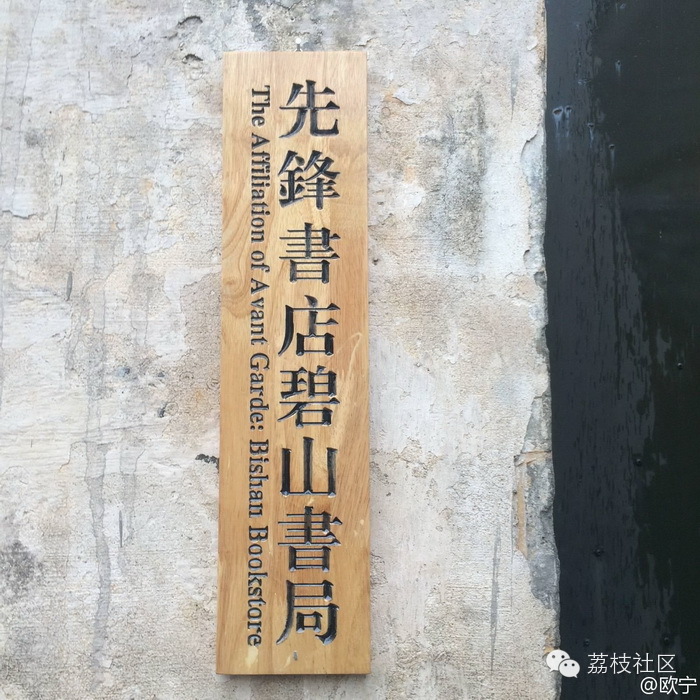 先鋒書店碧山書局
The Affiliation of Avant Garde: Bishan Bookstore
荔枝社区
@欧宁